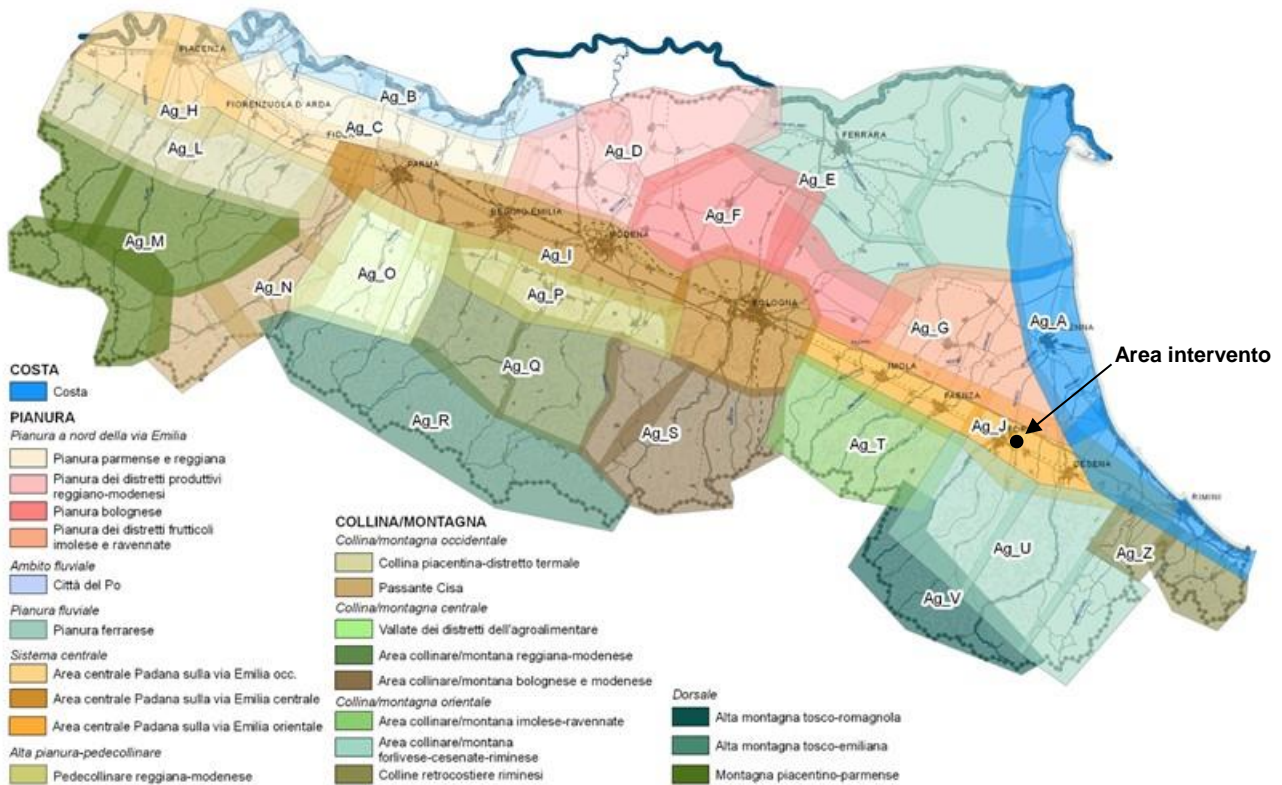 PIACENZA
Ag_B
Ag_H
FIORENZUOLA D'ARDA
Ag_C
Ag_L
PARMA
Ag_D
FERRARA
Ag_E
Ag_F
Ag_M
REGGIO EMILIA
MODENA
Ag_I
Ag_O
Ag_N
Ag_P
BOLOGNA
Ag_G
Ag_A
Area intervento
IMOLA
FAENZA
Ag_Q
Ag_J
Ag_R
Ag_S
Ag_T
CESENA
RIMINI
Ag_U
Ag_Z
Ag_V
COSTA
Costa
PIANURA
Pianura a nord della via Emilia
Pianura parmense e reggiana
Pianura dei distretti produttivi
reggiano-modenesi
Pianura bolognese
Pianura dei distretti frutticoli
imolese e ravennate
Ambito fluviale
Città del Po
Pianura fluviale
Pianura ferrarese
Sistema centrale
Area centrale Padana sulla via Emilia occ.
Area centrale Padana sulla via Emilia centrale
Area centrale Padana sulla via Emilia orientale
Alta pianura-pedecollinare
Pedecollinare reggiana-modenese
COLLINA/MONTAGNA
Collina/montagna occidentale
Collina piacentina-distretto termale
Passante Cisa
Collina/montagna centrale
Vallate dei distretti dell'agroalimentare
Area collinare/montana reggiana-modenese
Area collinare/montana bolognese e modenese
Collina/montagna orientale
Area collinare/montana imolese-ravennate
Area collinare/montana
forlivese-cesenate-riminese
Colline retrocostiere riminesi
Dorsale
Alta montagna tosco-romagnola
Alta montagna tosco-emiliana
Montagna piacentino-parmense